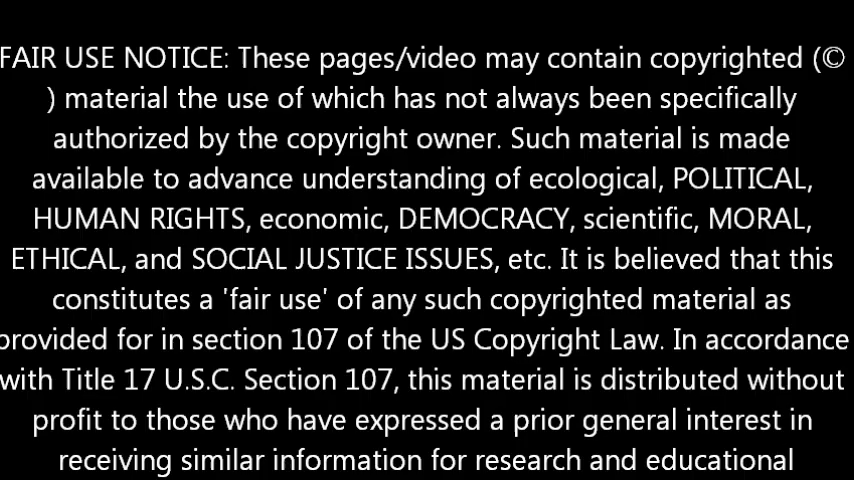 FAIR USE NOTICE: These pages/video may contain copyrighted (©
) material the use of which has not always been specifically
authorized by the copyright owner. Such material is made
available to advance understanding of ecological, POLITICAL,
HUMAN RIGHTS, economic, DEMOCRACY, scientific, MORAL,
ETHICAL, and SOCIAL JUSTICE ISSUES, etc. It is believed that this
constitutes a 'fair use' of any such copyrighted material as
provided for in section 107 of the US Copyright Law. In accordance
with Title 17 U.S.C. Section 107, this material is distributed without
profit to those who have expressed a prior general interest in
receiving similar information for research and educational